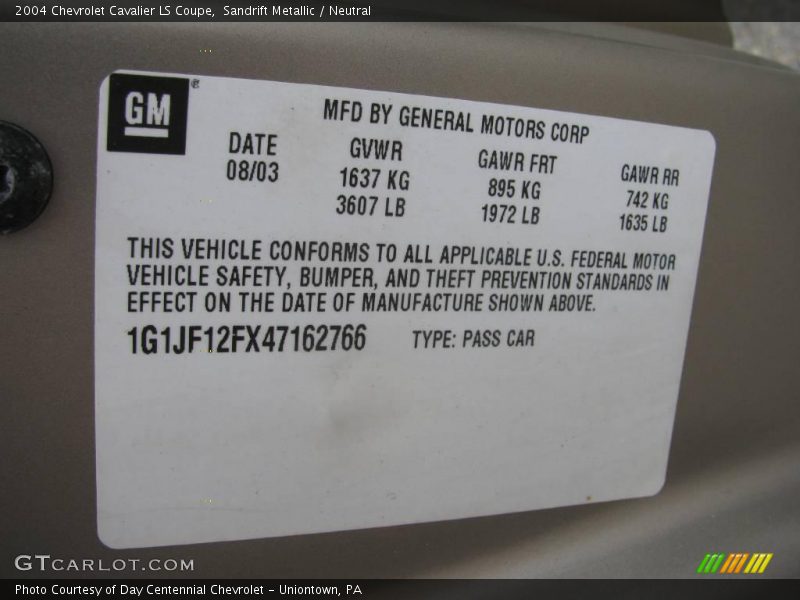 2004 Chevrolet Cavalier LS Coupe, Sandrift Metallic / Neutral
GM ®
MFD BY GENERAL MOTORS CORP
DATE GVWR GAWR FRT GAWR RR
08/03 1637 KG 895 KG 742 KG
3607 LB 1972 LB 1635 LB
THIS VEHICLE CONFORMS TO ALL APPLICABLE U.S. FEDERAL MOTOR
VEHICLE SAFETY, BUMPER, AND THEFT PREVENTION STANDARDS IN
EFFECT ON THE DATE OF MANUFACTURE SHOWN ABOVE.
1G1JF12FX47162766 TYPE: PASS CAR
GTCARLOT.COM
Photo Courtesy of Day Centennial Chevrolet - Uniontown, PA